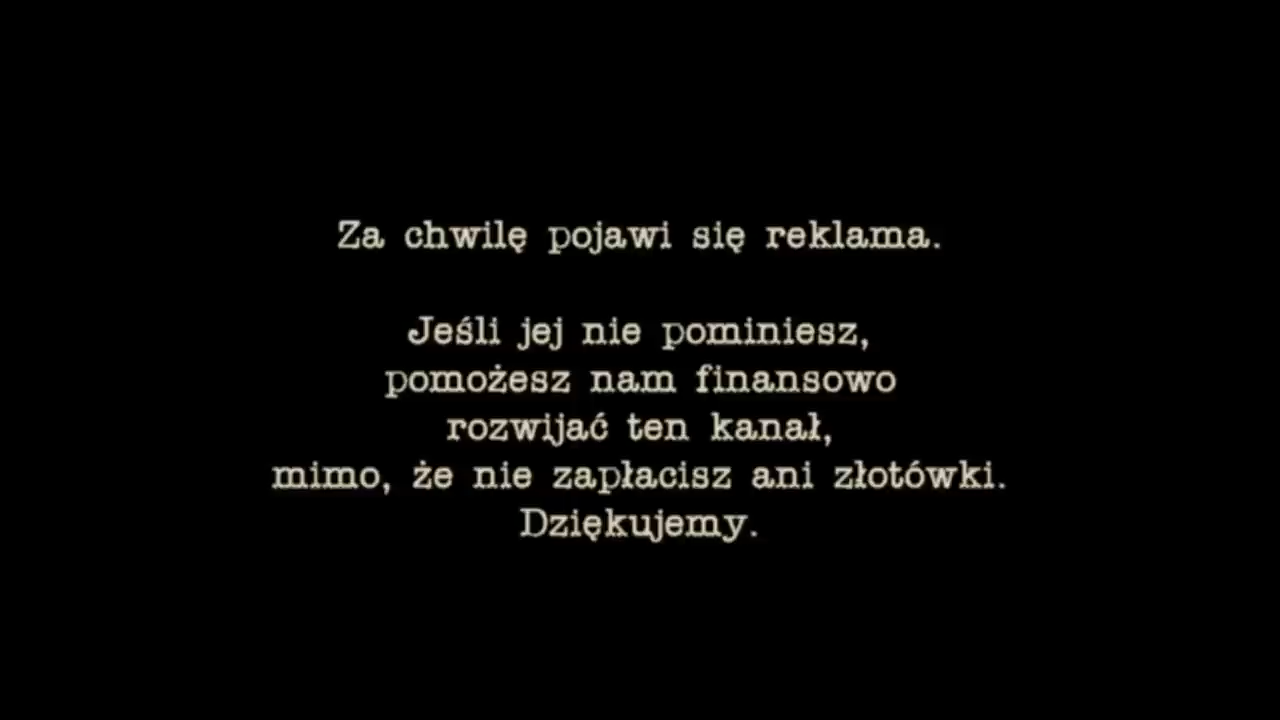 Za chwilę pojawi się reklama.
Jeśli jej nie pominiesz,
pomożesz nam finansowo
rozwijać ten kanał,
mimo, że nie zapłacisz ani złotówki.
Dziękujemy.